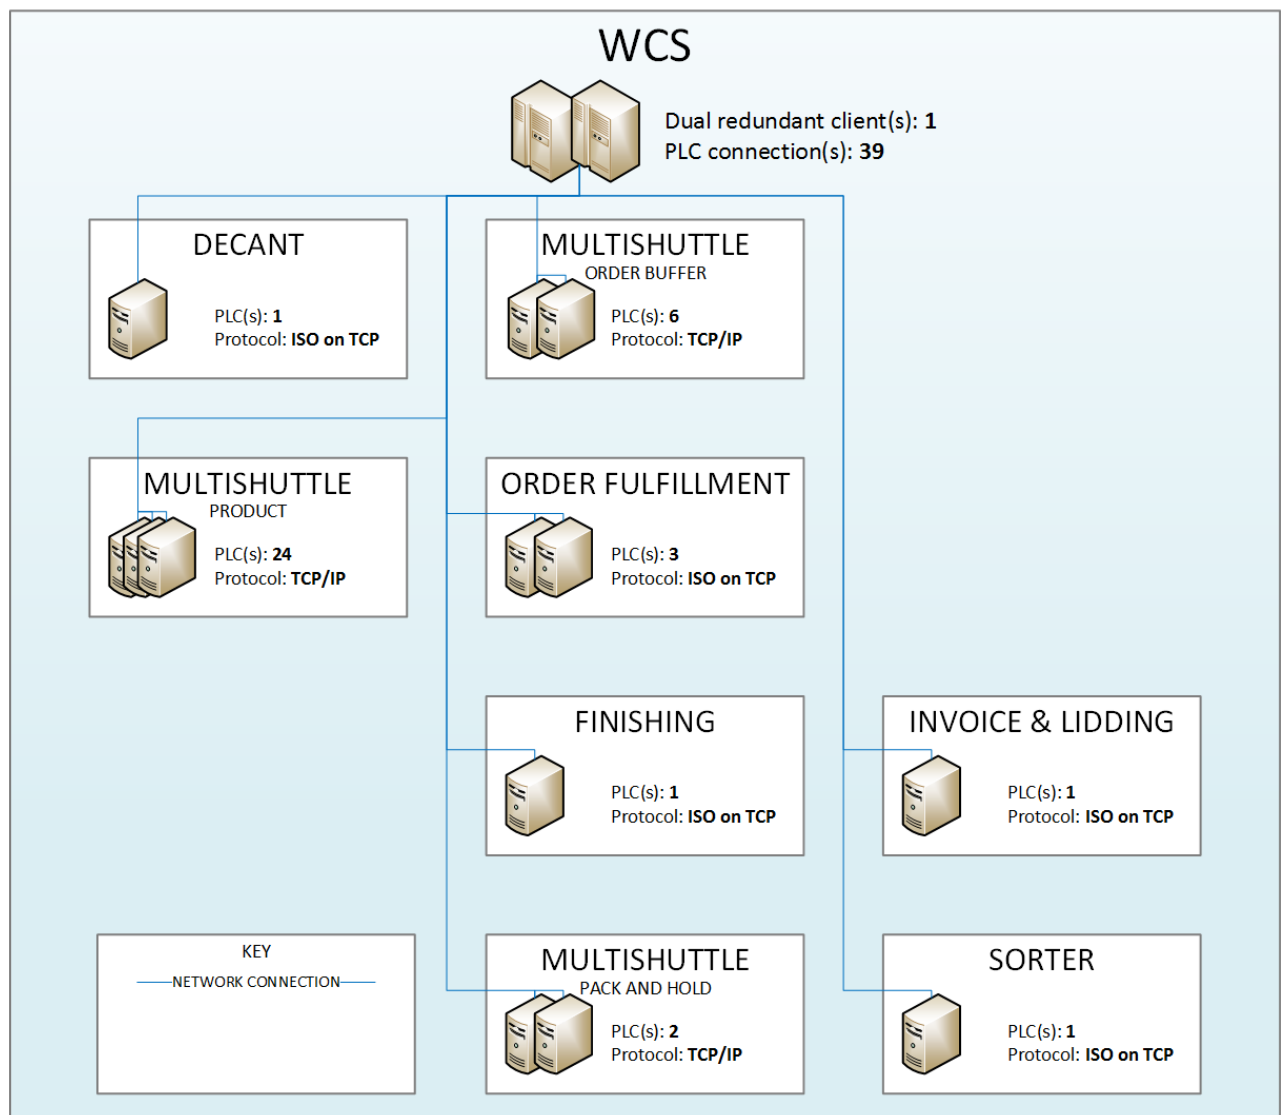 WCS
Dual redundant client(s): 1
PLC connection(s): 39
DECANT
PLC(s): 1
Protocol: ISO on TCP
MULTISHUTTLE
ORDER BUFFER
PLC(s): 6
Protocol: TCP/IP
MULTISHUTTLE
PRODUCT
PLC(s): 24
Protocol: TCP/IP
ORDER FULFILLMENT
PLC(s): 3
Protocol: ISO on TCP
FINISHING
PLC(s): 1
Protocol: ISO on TCP
INVOICE & LIDDING
PLC(s): 1
Protocol: ISO on TCP
KEY
NETWORK CONNECTION
MULTISHUTTLE
PACK AND HOLD
PLC(s): 2
Protocol: TCP/IP
SORTER
PLC(s): 1
Protocol: ISO on TCP